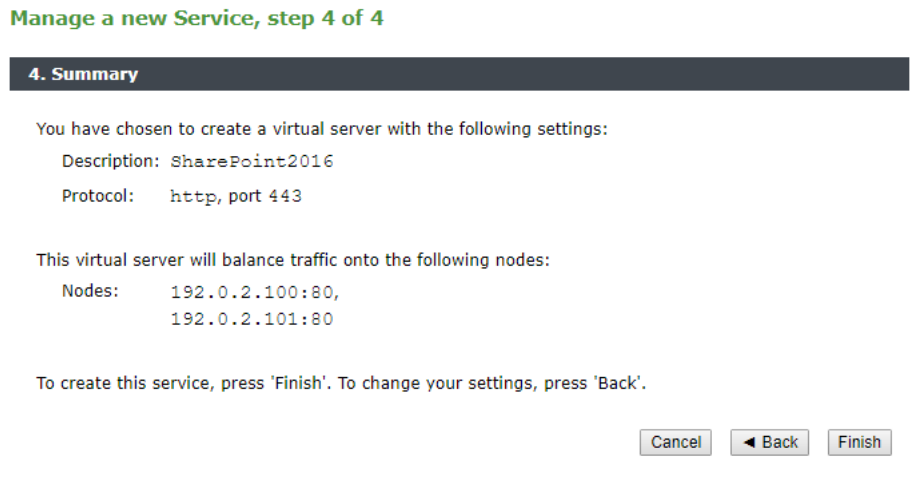 Manage a new Service, step 4 of 4
4. Summary
You have chosen to create a virtual server with the following settings:
Description: SharePoint2016
Protocol: http, port 443
This virtual server will balance traffic onto the following nodes:
Nodes: 192.0.2.100:80,
192.0.2.101:80
To create this service, press 'Finish'. To change your settings, press 'Back'.
Cancel ◄ Back Finish